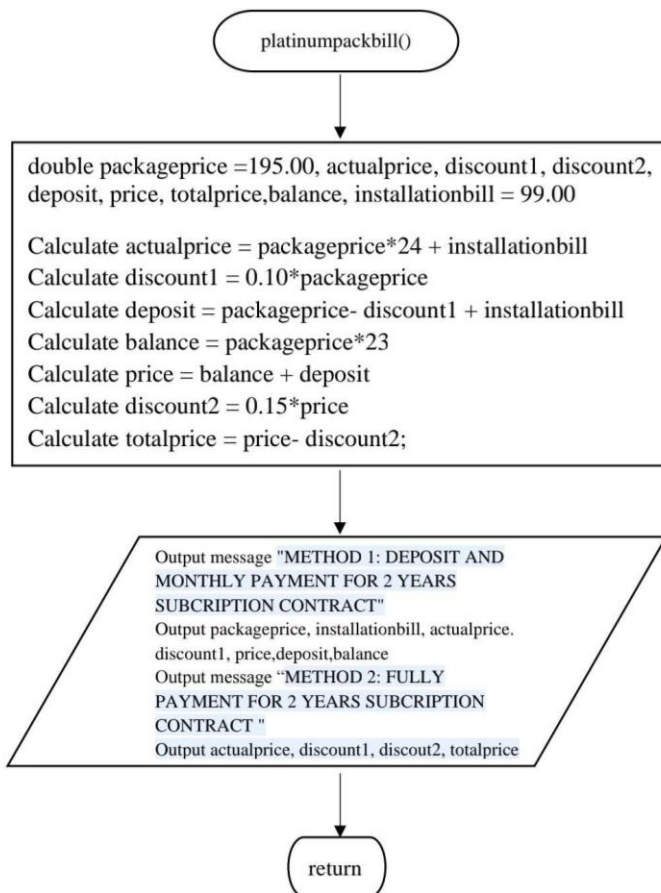 platinumpackbill()
double packageprice =195.00, actualprice, discount1, discount2,
deposit, price, totalprice,balance, installationbill = 99.00
Calculate actualprice = packageprice*24 + installationbill
Calculate discount1 = 0.10*packageprice
Calculate deposit = packageprice- discount1 + installationbill
Calculate balance = packageprice*23
Calculate price = balance + deposit
Calculate discount2 = 0.15*price
Calculate totalprice = price- discount2;
Output message "METHOD 1: DEPOSIT AND
MONTHLY PAYMENT FOR 2 YEARS
SUBCRIPTION CONTRACT"
Output packageprice, installationbill, actualprice.
discount1, price,deposit,balance
Output message “METHOD 2: FULLY
PAYMENT FOR 2 YEARS SUBCRIPTION
CONTRACT "
Output actualprice, discount1, discout2, totalprice
return